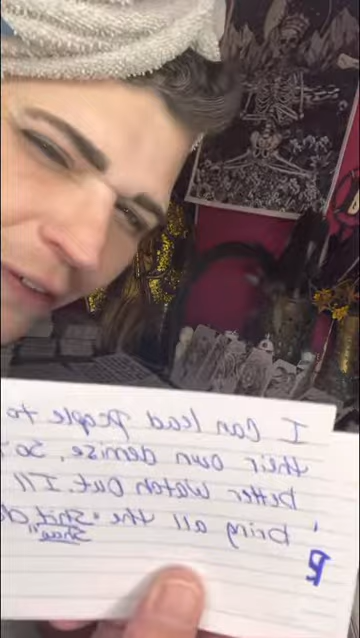 I can lead people to
their own demise, so
better watch out. I'll
bring all the "Shit